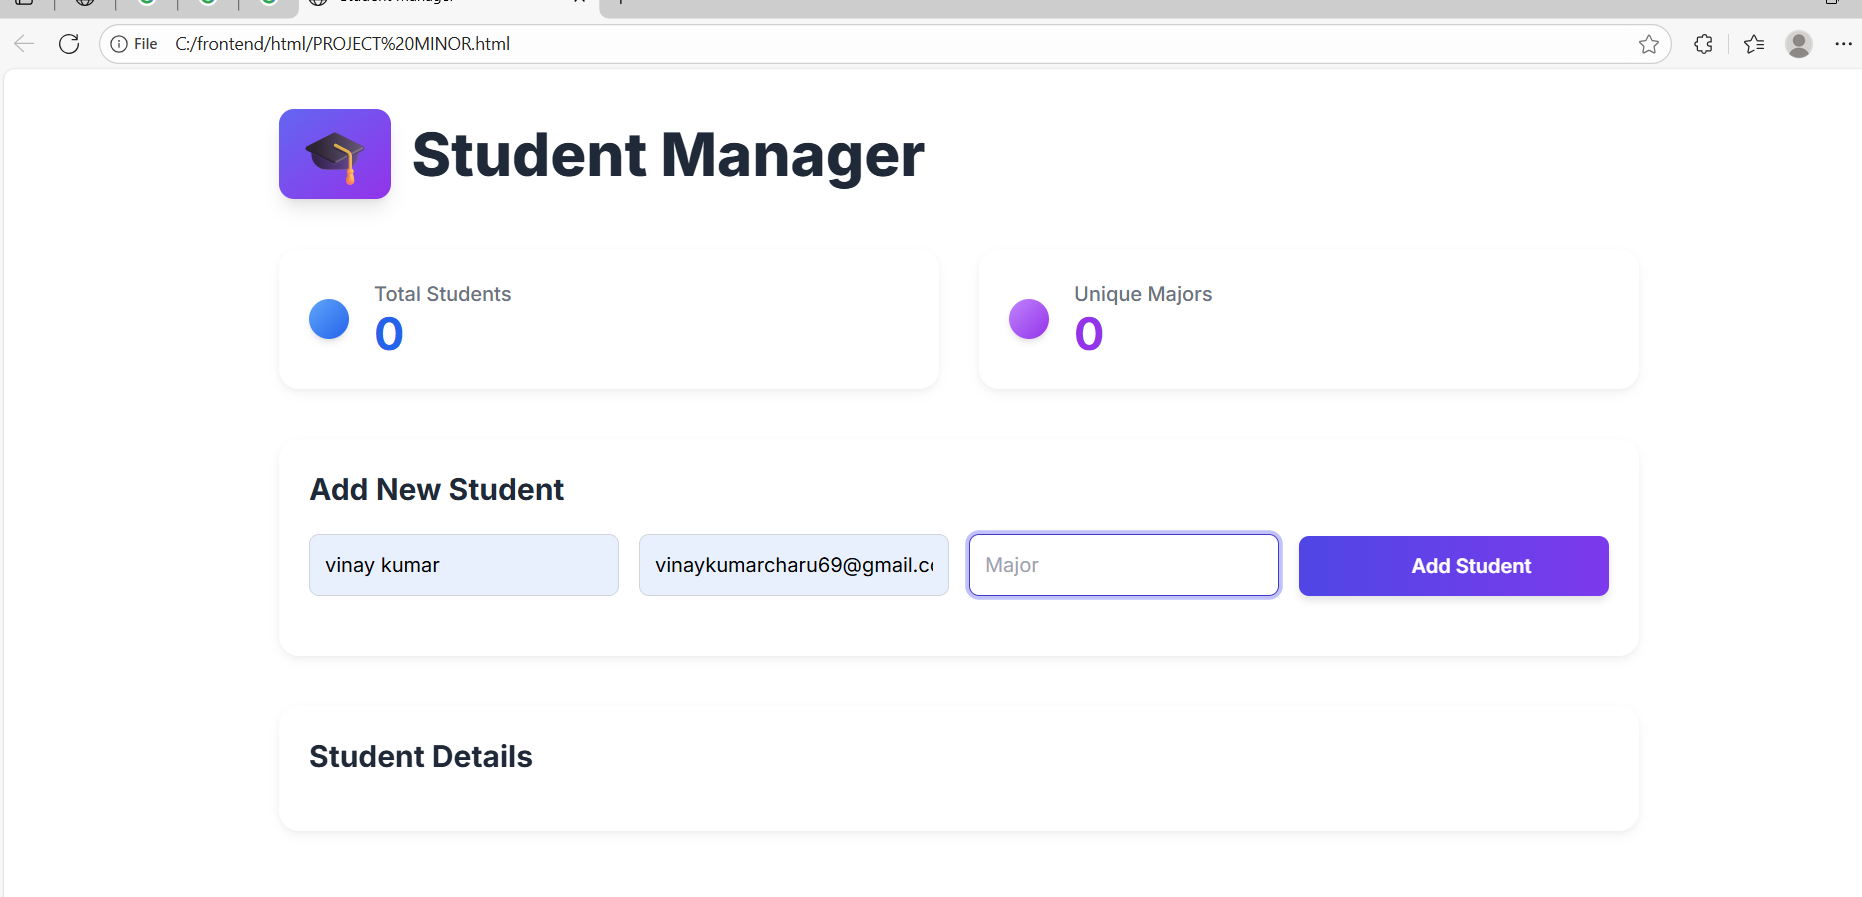 File C:/frontend/html/PROJECT%20MINOR.html
Student Manager
Total Students
0
Unique Majors
0
Add New Student
vinay kumar
vinaykumarcharu69@gmail.c
Major
Add Student
Student Details